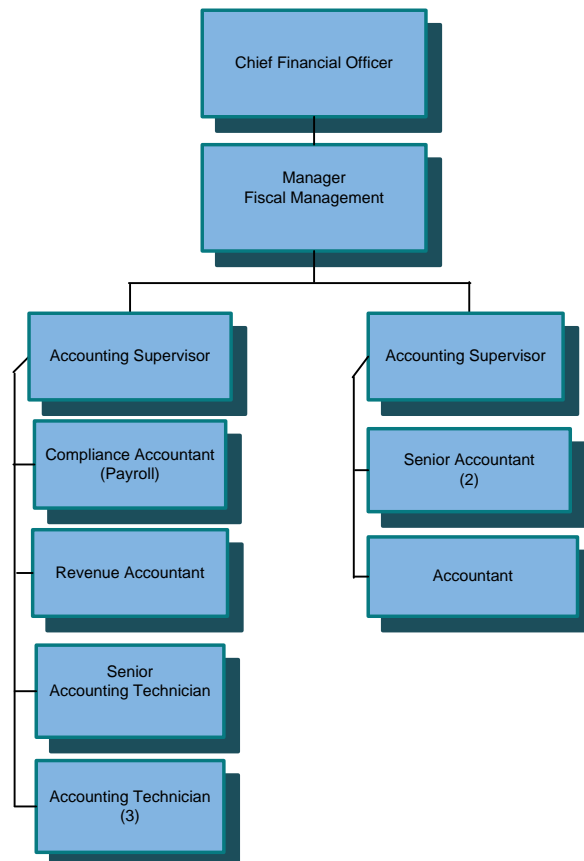 Chief Financial Officer
Manager
Fiscal Management
Accounting Supervisor
Compliance Accountant
(Payroll)
Revenue Accountant
Senior
Accounting Technician
Accounting Technician
(3)
Accounting Supervisor
Senior Accountant
(2)
Accountant